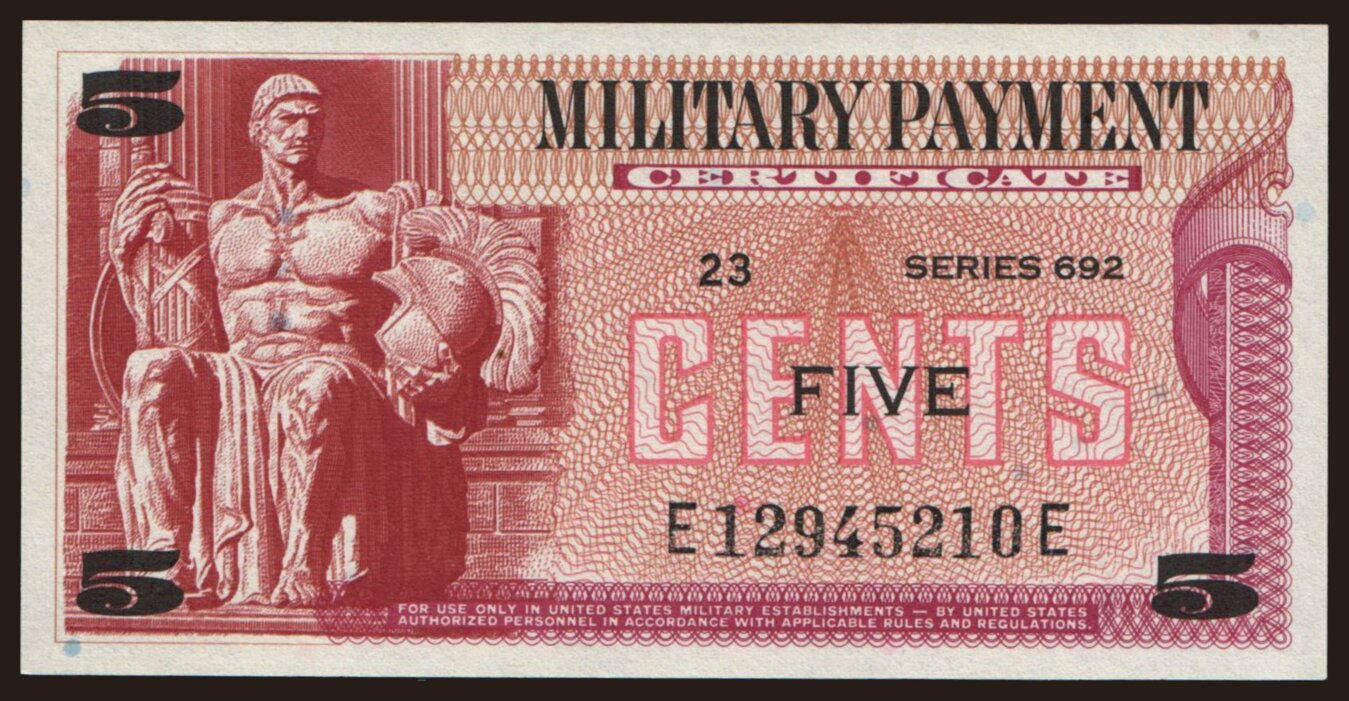 5
MILITARY PAYMENT
CERTIFICATE
23 SERIES 692
CENTS
FIVE
E12945210E
5
5
FOR USE ONLY IN UNITED STATES MILITARY ESTABLISHMENTS — BY UNITED STATES
AUTHORIZED PERSONNEL IN ACCORDANCE WITH APPLICABLE RULES AND REGULATIONS.